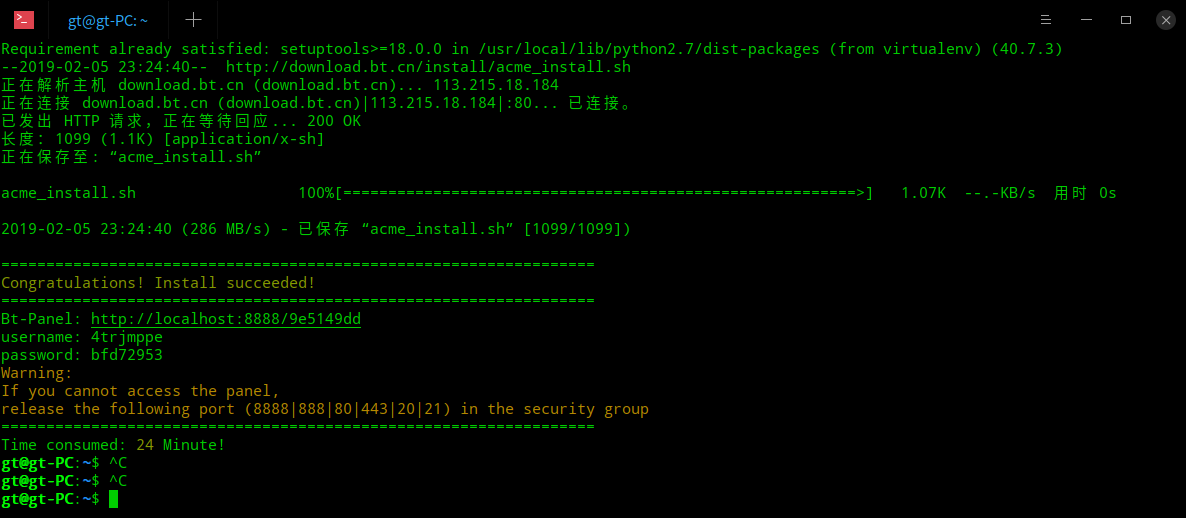 gt@gt-PC: ~
Requirement already satisfied: setuptools>=18.0.0 in /usr/local/lib/python2.7/dist-packages (from virtualenv) (40.7.3)
--2019-02-05 23:24:40--  http://download.bt.cn/install/acme_install.sh
正在解析主机 download.bt.cn (download.bt.cn)... 113.215.18.184
正在连接 download.bt.cn (download.bt.cn)|113.215.18.184|:80... 已连接。
已发出 HTTP 请求，正在等待回应... 200 OK
长度： 1099 (1.1K) [application/x-sh]
正在保存至: “acme_install.sh”
acme_install.sh                  100%[=========================================================>]   1.07K  --.-KB/s  用时 0s
2019-02-05 23:24:40 (286 MB/s) - 已保存 “acme_install.sh” [1099/1099])
==================================================================
Congratulations! Install succeeded!
==================================================================
Bt-Panel: http://localhost:8888/9e5149dd
username: 4trjmppe
password: bfd72953
Warning:
If you cannot access the panel,
release the following port (8888|888|80|443|20|21) in the security group
==================================================================
Time consumed: 24 Minute!
gt@gt-PC:~$ ^C
gt@gt-PC:~$ ^C
gt@gt-PC:~$